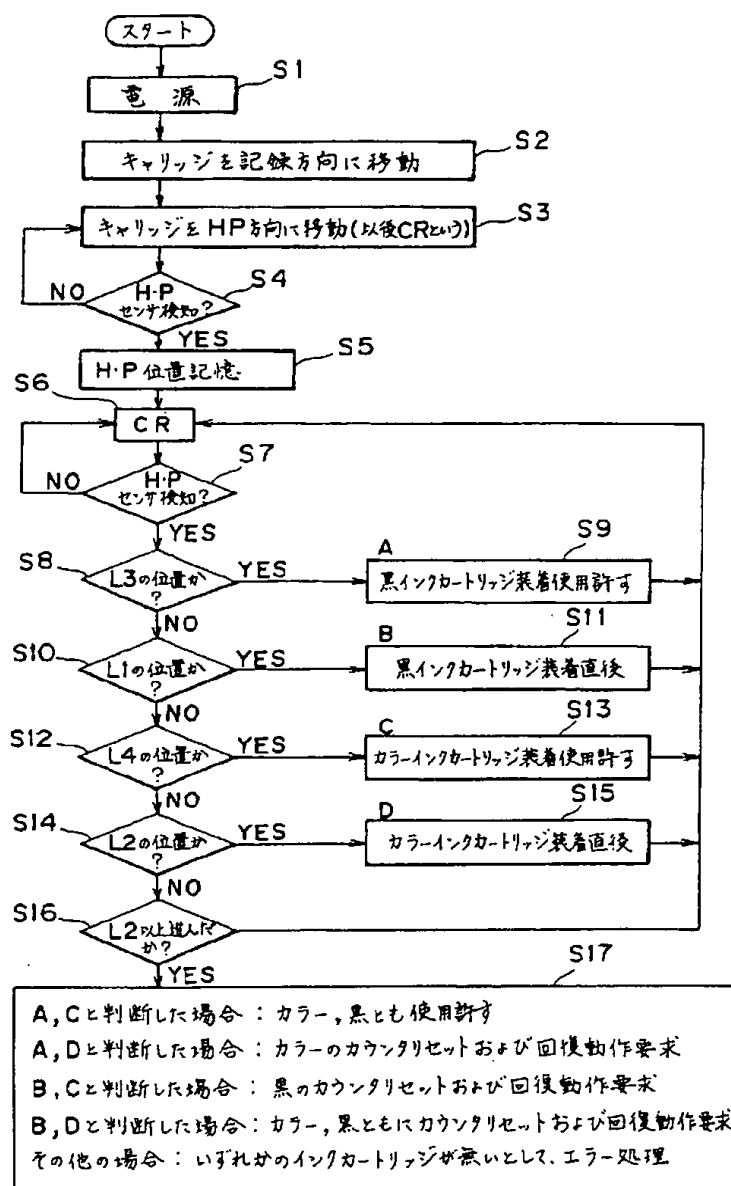 スタート
S1
電源
S2
キャリッジを記録方向に移動
S3
キャリッジをHP方向に移動(以後CRという)
S4
NO
H・P
センサ検知?
YES
S5
H・P位置記憶
S6
CR
S7
NO
H・P
センサ検知?
YES
S8
L3の位置か
?
YES
A
S9
黒インクカートリッジ装着使用許す
NO
S10
L1の位置か
?
YES
B
S11
黒インクカートリッジ装着直後
NO
S12
L4の位置か
?
YES
C
S13
カラーインクカートリッジ装着使用許す
NO
S14
L2の位置か
?
YES
D
S15
カラーインクカートリッジ装着直後
NO
S16
L2以上進んだ
か?
YES
S17
A,Cと判断した場合:カラー,黒とも使用許す
A,Dと判断した場合:カラーのカウンタリセットおよび回復動作要求
B,Cと判断した場合:黒のカウンタリセットおよび回復動作要求
B,Dと判断した場合:カラー,黒ともにカウンタリセットおよび回復動作要求
その他の場合:いずれかのインクカートリッジが無いとして、エラー処理